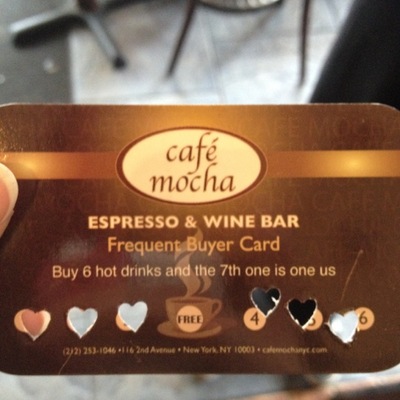 café
mocha
ESPRESSO & WINE BAR
Frequent Buyer Card
Buy 6 hot drinks and the 7th one is one us
FREE 4 6
(212) 253-1046 • 116 2nd Avenue • New York, NY 10003 • cafemochanyc.com